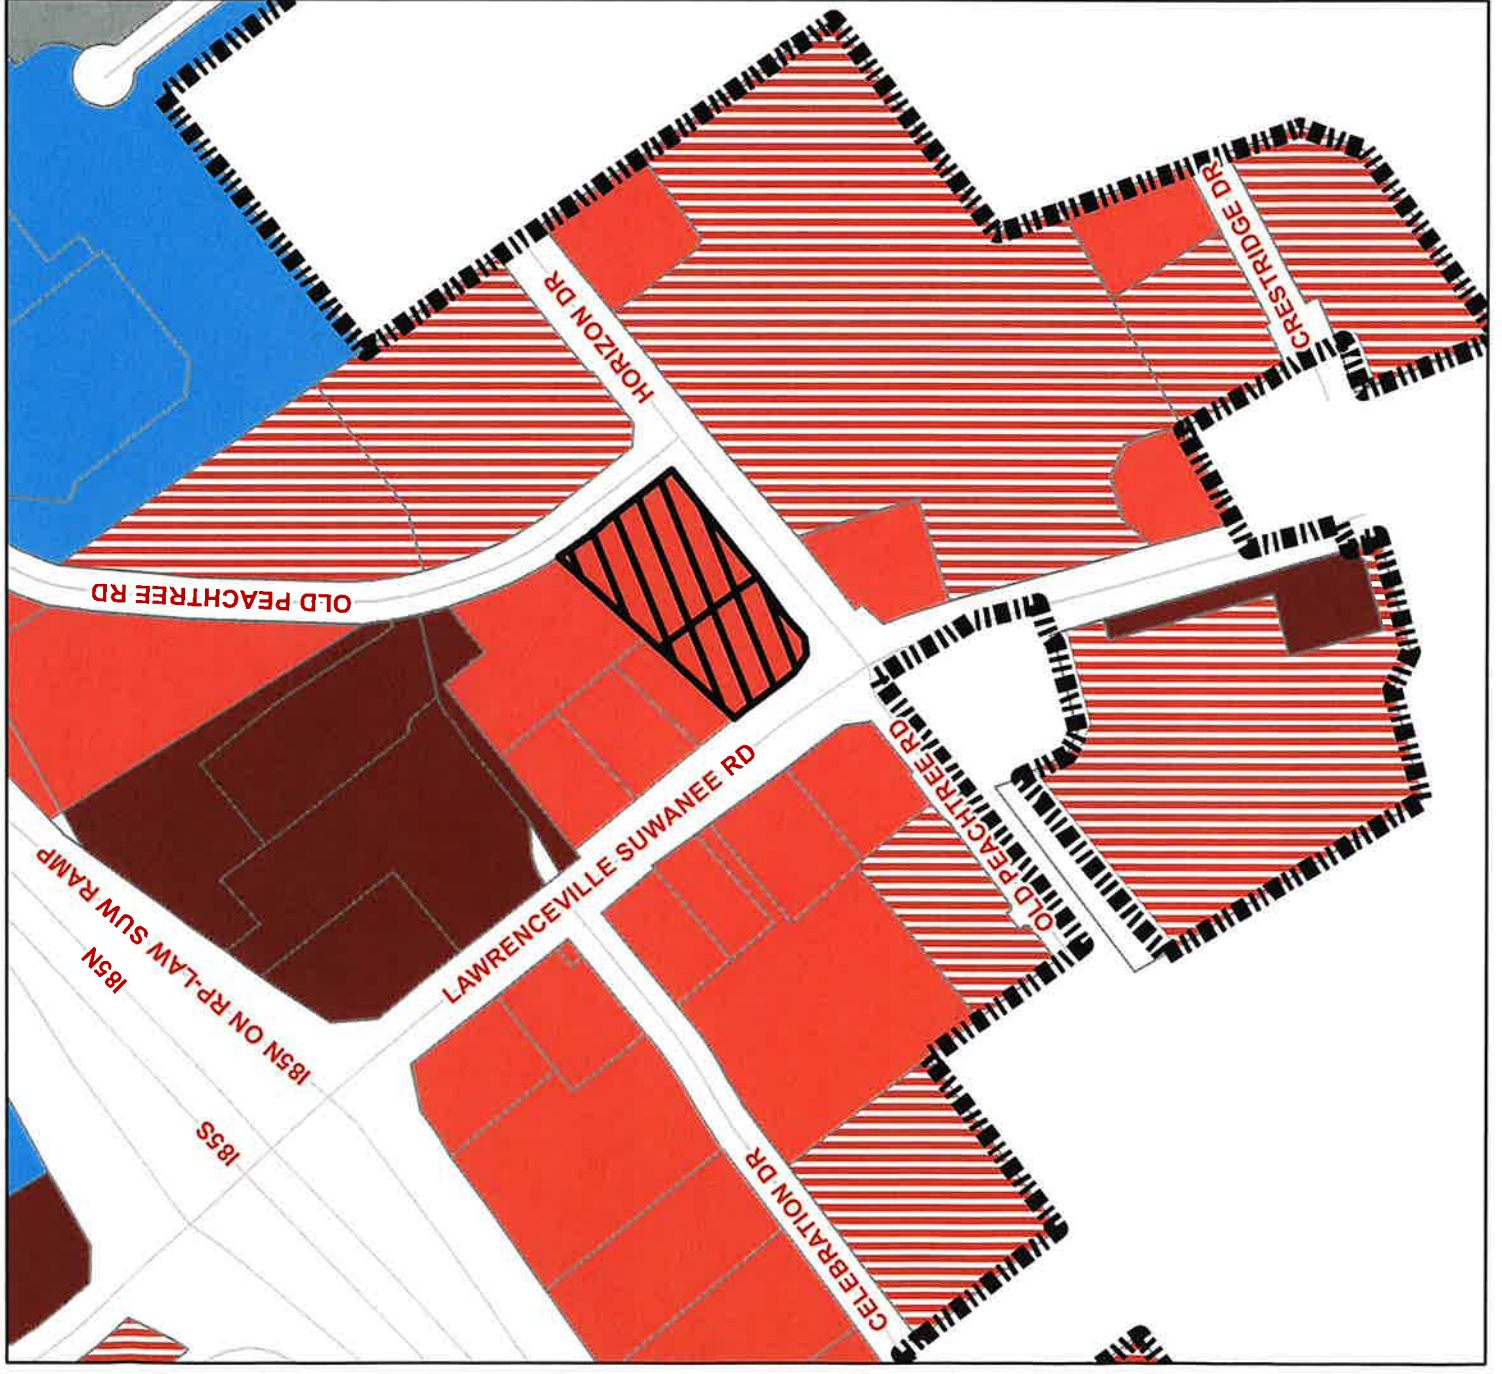 CRESTRIDGE DR
HORIZON DR
OLD PEACHTREE RD
OLD PEACHTREE RD
LAWRENCEVILLE SUWANEE RD
I85N ON RP-LAW SUW RAMP
I85N
I85S
CELEBRATION DR